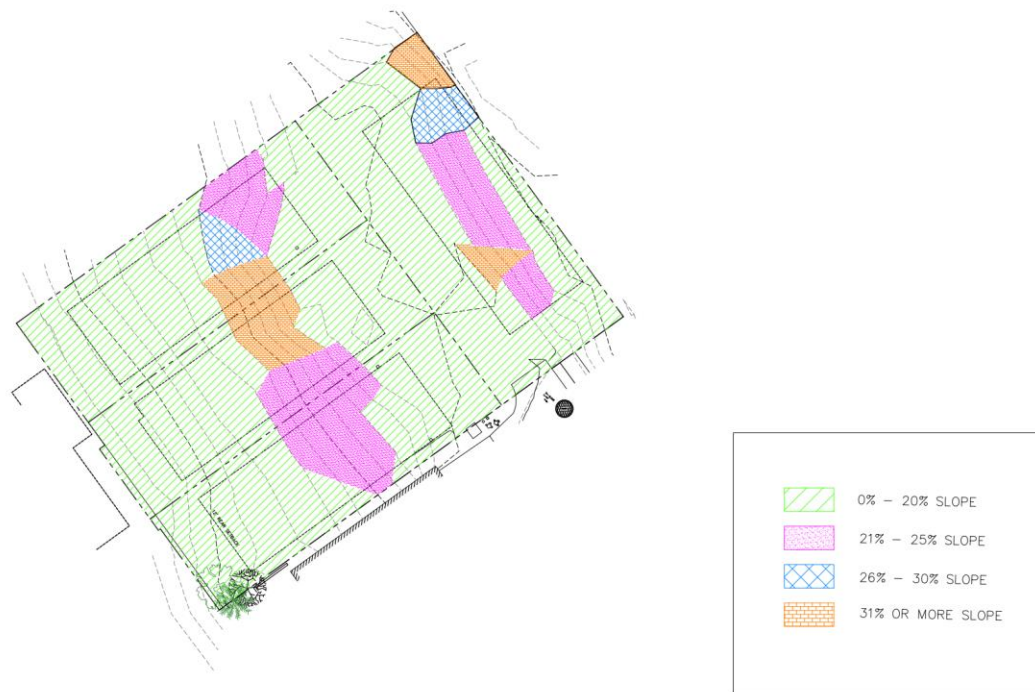 0% – 20% SLOPE
21% – 25% SLOPE
26% – 30% SLOPE
31% OR MORE SLOPE